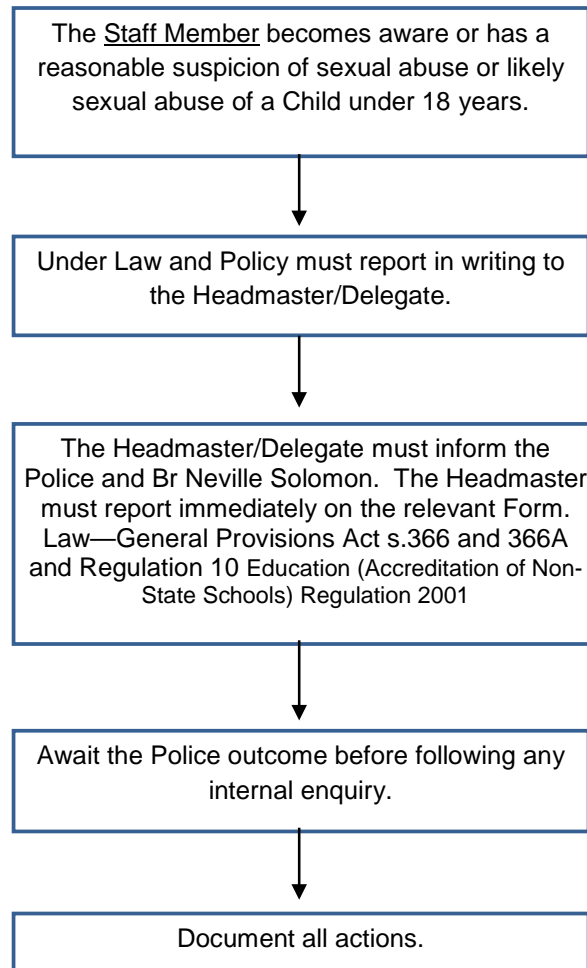 The Staff Member becomes aware or has a
reasonable suspicion of sexual abuse or likely
sexual abuse of a Child under 18 years.
Under Law and Policy must report in writing to
the Headmaster/Delegate.
The Headmaster/Delegate must inform the
Police and Br Neville Solomon. The Headmaster
must report immediately on the relevant Form.
Law—General Provisions Act s.366 and 366A
and Regulation 10 Education (Accreditation of Non-
State Schools) Regulation 2001
Await the Police outcome before following any
internal enquiry.
Document all actions.